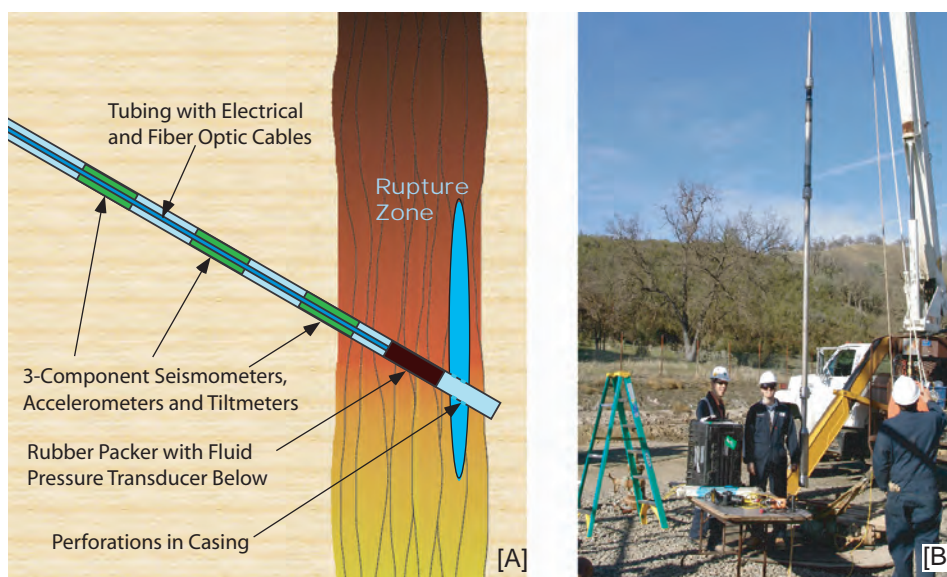 Tubing with Electrical
and Fiber Optic Cables
Rupture
Zone
3-Component Seismometers,
Accelerometers and Tiltmeters
Rubber Packer with Fluid
Pressure Transducer Below
Perforations in Casing
[A]
[B